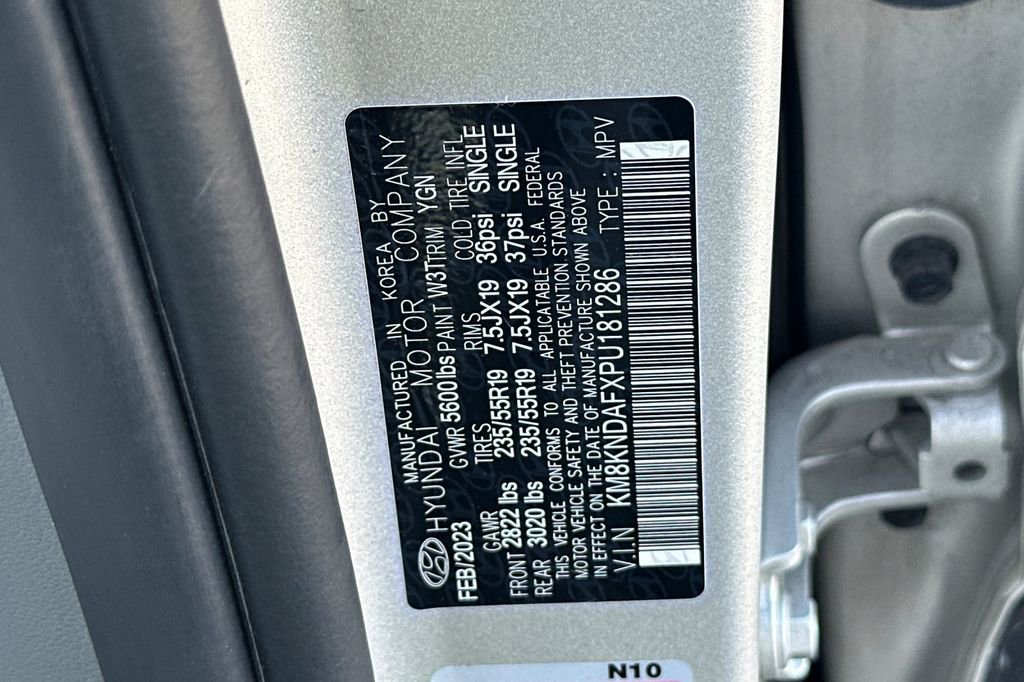 MANUFACTURED IN KOREA BY
HYUNDAI MOTOR COMPANY
FEB/2023 GVWR 5600lbs PAINT W3T TRIM YGN
GAWR TIRES RIMS COLD TIRE INFL
FRONT 2822 lbs 235/55R19 7.5JX19 36psi SINGLE
REAR 3020 lbs 235/55R19 7.5JX19 37psi SINGLE
THIS VEHICLE CONFORMS TO ALL APPLICATABLE U.S.A. FEDERAL
MOTOR VEHICLE SAFETY AND THEFT PREVENTION STANDARDS
IN EFFECT ON THE DATE OF MANUFACTURE SHOWN ABOVE
V.I.N KM8KNDAFXPU181286 TYPE : MPV
N10